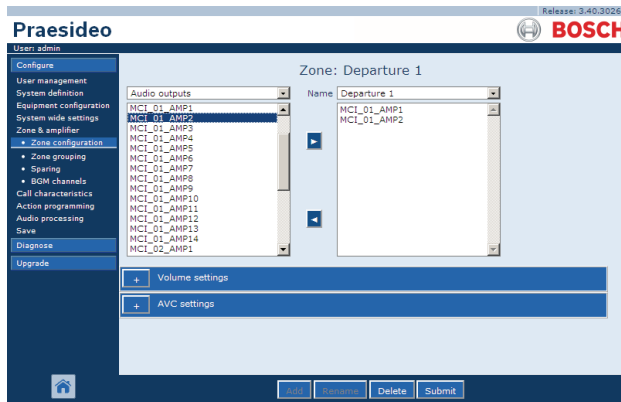 Release: 3.40.3026
Praesideo
BOSCH
User: admin
Configure
User management
System definition
Equipment configuration
System wide settings
Zone & amplifier
• Zone configuration
• Zone grouping
• Sparing
• BGM channels
Call characteristics
Action programming
Audio processing
Save
Diagnose
Upgrade
Zone: Departure 1
Audio outputs
MCI_01_AMP1
MCI_01_AMP2
MCI_01_AMP3
MCI_01_AMP4
MCI_01_AMP5
MCI_01_AMP6
MCI_01_AMP7
MCI_01_AMP8
MCI_01_AMP9
MCI_01_AMP10
MCI_01_AMP11
MCI_01_AMP12
MCI_01_AMP13
MCI_01_AMP14
MCI_02_AMP1
Name Departure 1
MCI_01_AMP1
MCI_01_AMP2
+ Volume settings
+ AVC settings
Add Rename Delete Submit